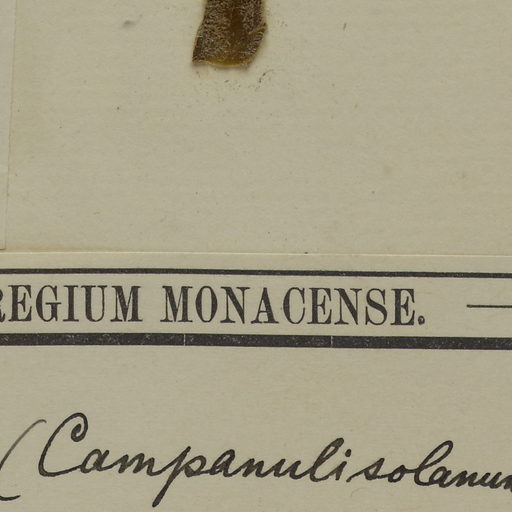 REGIUM MONACENSE. —
(Campanulisolanum